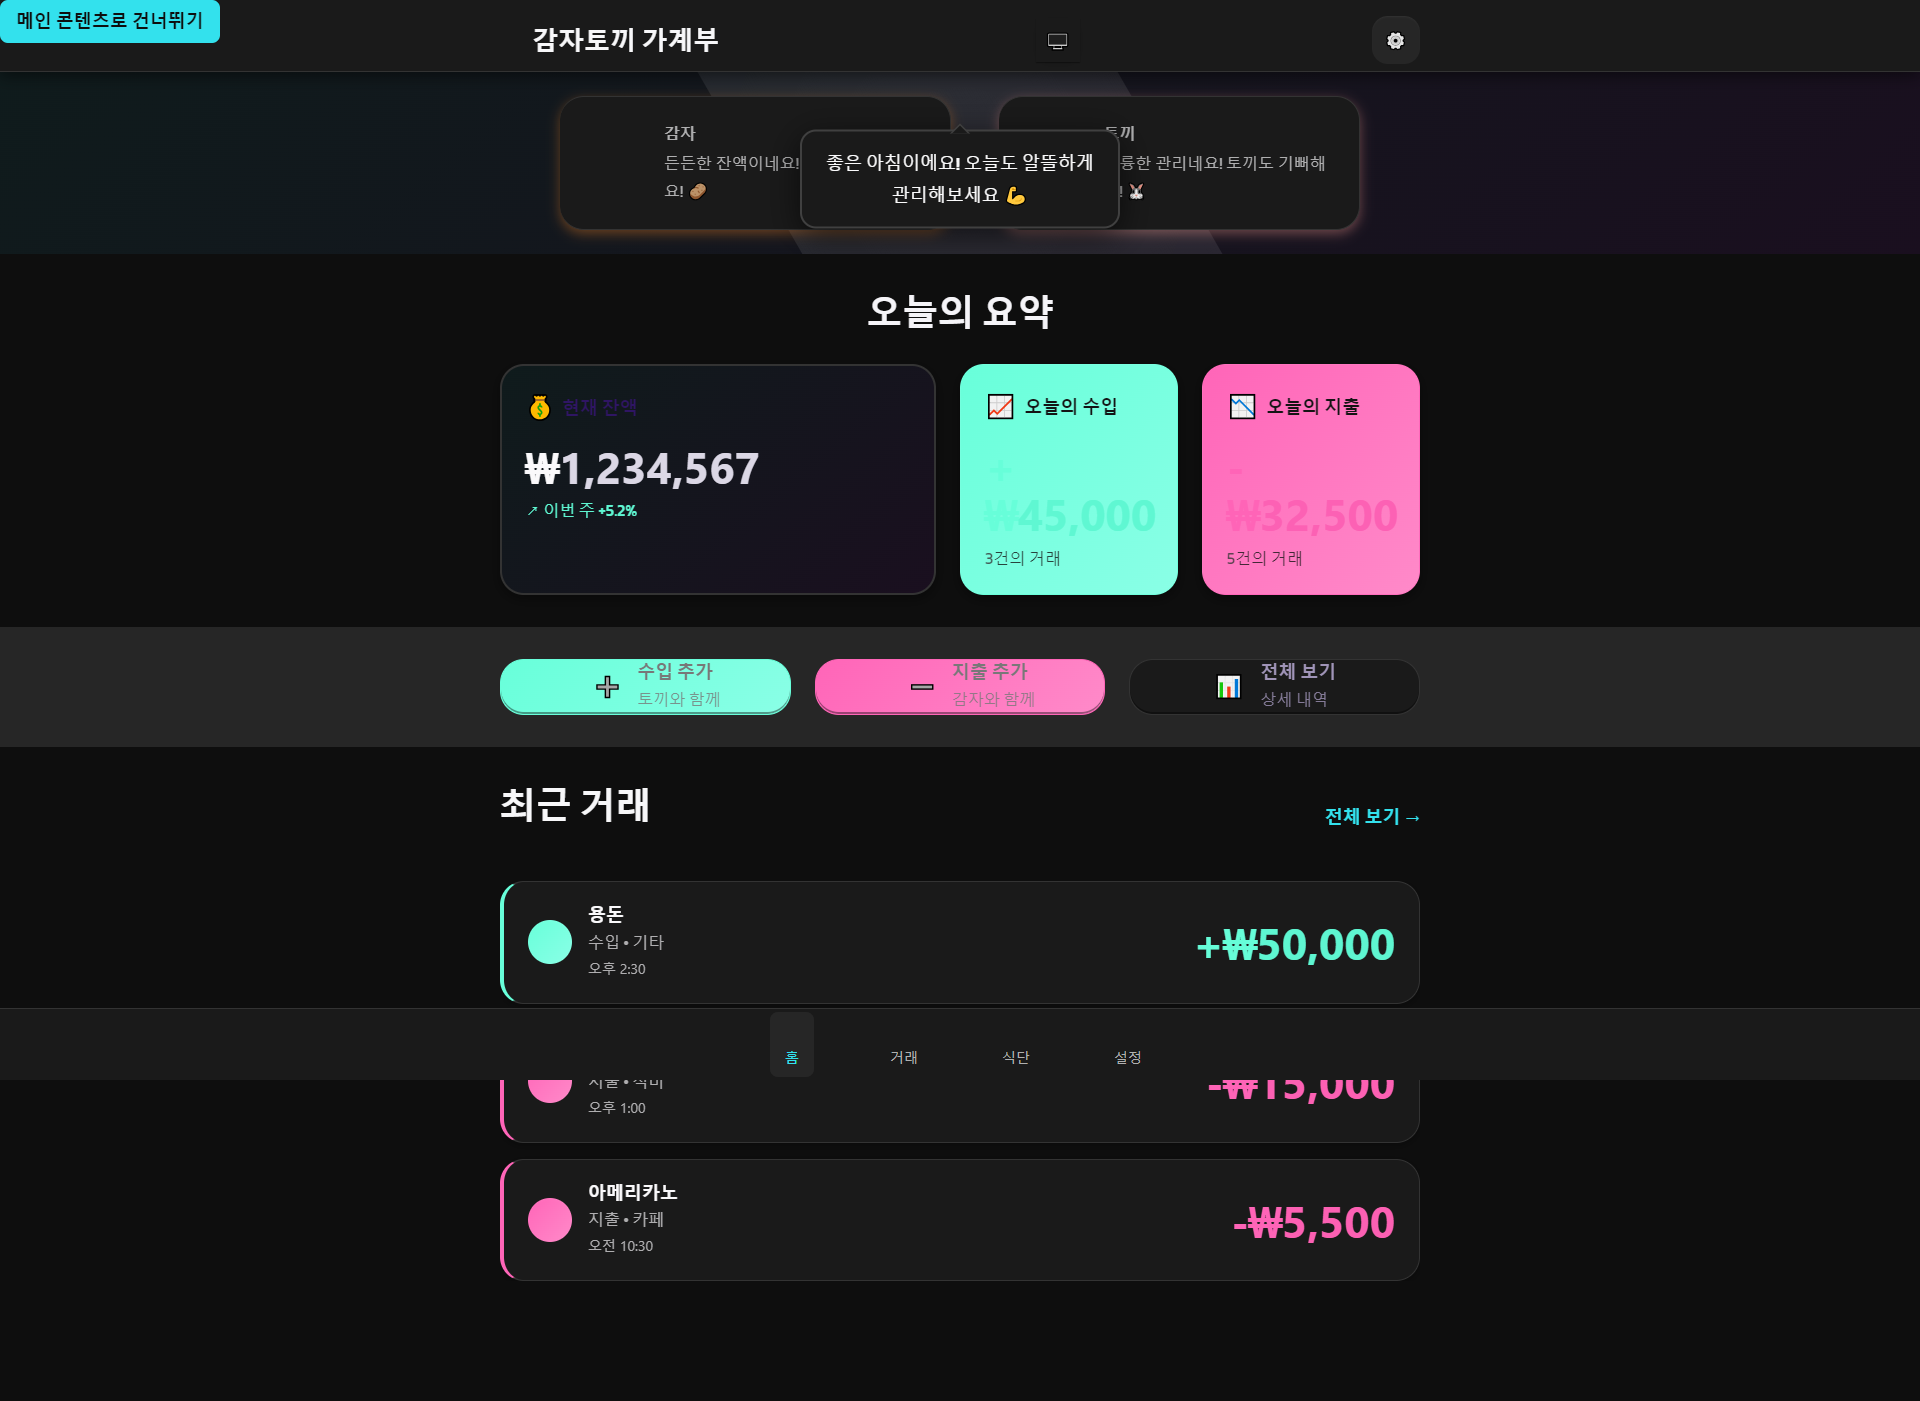 메인 콘텐츠로 건너뛰기
감자토끼 가계부
감자
든든한 잔액이네요!
요! 🥔
좋은 아침이에요! 오늘도 알뜰하게
관리해보세요 💪
토끼
륭한 관리네요! 토끼도 기뻐해
! 🐰
오늘의 요약
💰 현재 잔액
₩1,234,567
↗ 이번 주 +5.2%
📈 오늘의 수입
+
₩45,000
3건의 거래
📉 오늘의 지출
-
₩32,500
5건의 거래
➕ 수입 추가
토끼와 함께
➖ 지출 추가
감자와 함께
📊 전체 보기
상세 내역
최근 거래
전체 보기 →
용돈
수입 • 기타
오후 2:30
+₩50,000
홈
거래
식단
설정
지출 • 식비
오후 1:00
-₩15,000
아메리카노
지출 • 카페
오전 10:30
-₩5,500